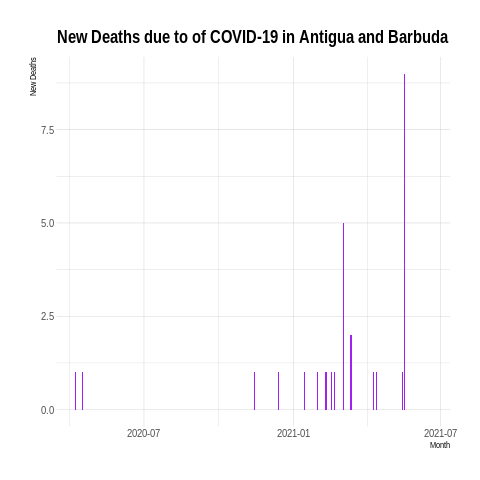 New Deaths due to of COVID-19 in Antigua and Barbuda
New Deaths
7.5
5.0
2.5
0.0
2020-07 2021-01 2021-07
Month